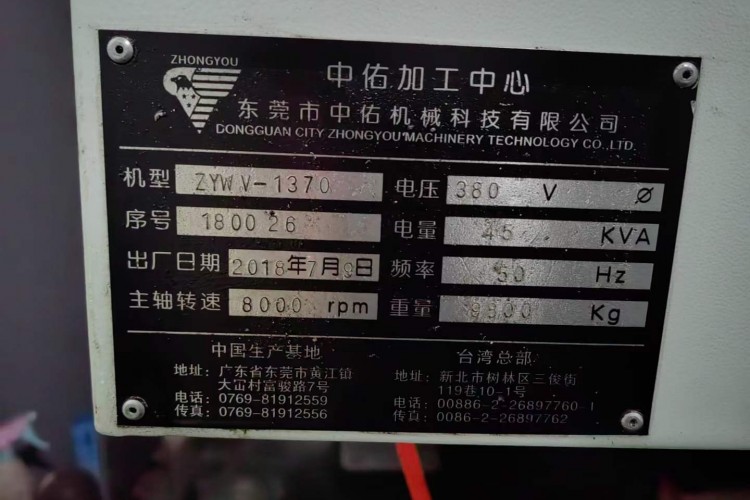 ZHONGYOU
中佑加工中心
东莞市中佑机械科技有限公司
DONGGUAN CITY ZHONGYOU MACHINERY TECHNOLOGY CO.,LTD.
机型 ZYWV-1370 电压 380 V Ø
序号 180026 电量 45 KVA
出厂日期 2018年7月9日 频率 50 Hz
主轴转速 8000 rpm 重量 9900 Kg
中国生产基地
地址：广东省东莞市黄江镇
大冚村富骏路7号
电话：0769-81912559
传真：0769-81912556
台湾总部
地址：新北市树林区三俊街
119巷10-1号
电话：00886-2-26897760-1
传真：0086-2-26897762